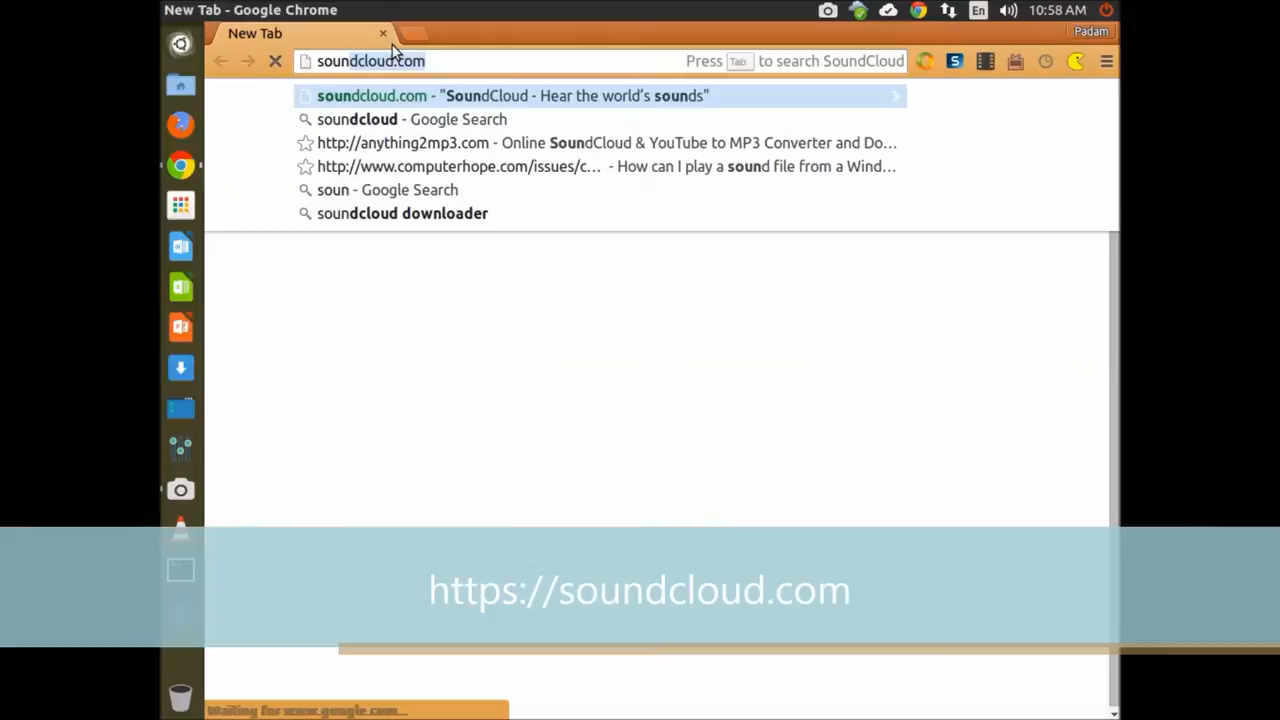 New Tab - Google Chrome
En
10:58 AM
New Tab
×
Padam
soundcloud.com
Press Tab to search SoundCloud
soundcloud.com - "SoundCloud - Hear the world's sounds"
soundcloud - Google Search
http://anything2mp3.com - Online SoundCloud & YouTube to MP3 Converter and Do...
http://www.computerhope.com/issues/c... - How can I play a sound file from a Wind...
soun - Google Search
soundcloud downloader
https://soundcloud.com
Waiting for www.google.com...